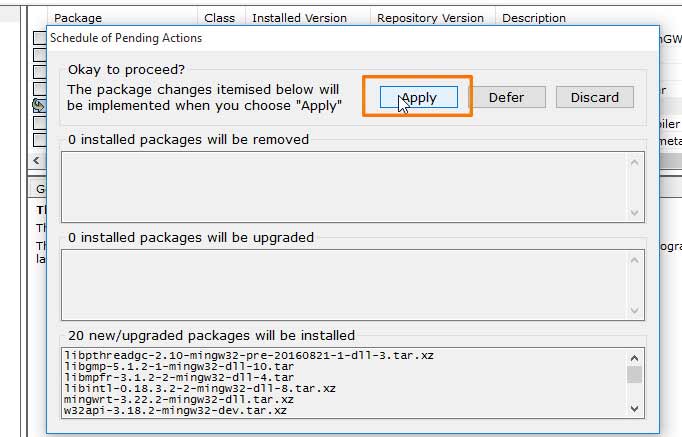 Package Class Installed Version Repository Version Description
Schedule of Pending Actions
Okay to proceed?
The package changes itemised below will
be implemented when you choose "Apply"
Apply Defer Discard
0 installed packages will be removed
0 installed packages will be upgraded
20 new/upgraded packages will be installed
libpthreadgc-2.10-mingw32-pre-20160821-1-dll-3.tar.xz
libgmp-5.1.2-1-mingw32-dll-10.tar
libmpfr-3.1.2-2-mingw32-dll-4.tar
libintl-0.18.3.2-2-mingw32-dll-8.tar.xz
mingwrt-3.22.2-mingw32-dll.tar.xz
w32api-3.18.2-mingw32-dev.tar.xz